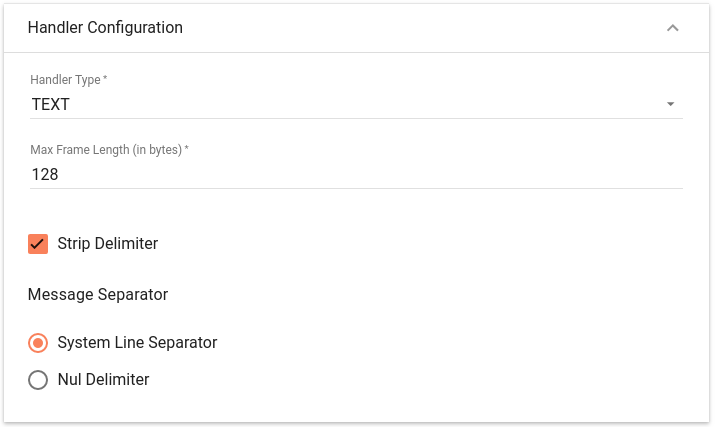 Handler Configuration
Handler Type *
TEXT
Max Frame Length (in bytes) *
128
Strip Delimiter
Message Separator
System Line Separator
Nul Delimiter